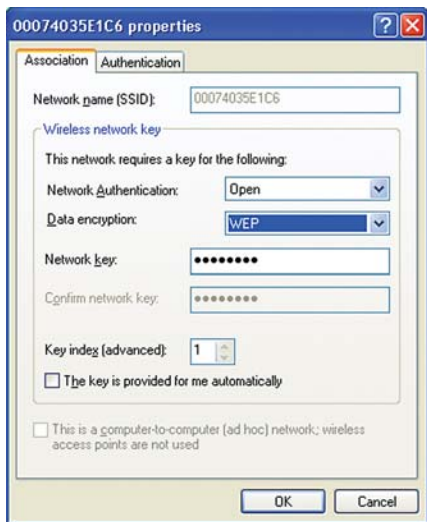 00074035E1C6 properties
Association
Authentication
Network name (SSID):
00074035E1C6
Wireless network key
This network requires a key for the following:
Network Authentication:
Open
Data encryption:
WEP
Network key:
••••••••
Confirm network key:
••••••••
Key index (advanced):
1
The key is provided for me automatically
This is a computer-to-computer (ad hoc) network; wireless
access points are not used
OK
Cancel